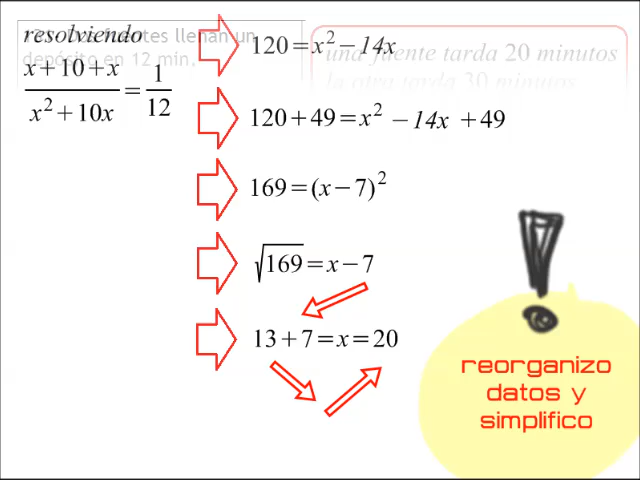 resolviendo
x+10+x / x²+10x = 1/12
fuentes llenan un
depósito en 12 min.
una fuente tarda 20 minutos
la otra tarda 30 minutos
120=x²−14x
120+49=x² −14x +49
169=(x−7)²
√169=x−7
13+7=x=20
reorganizo
datos y
simplifico